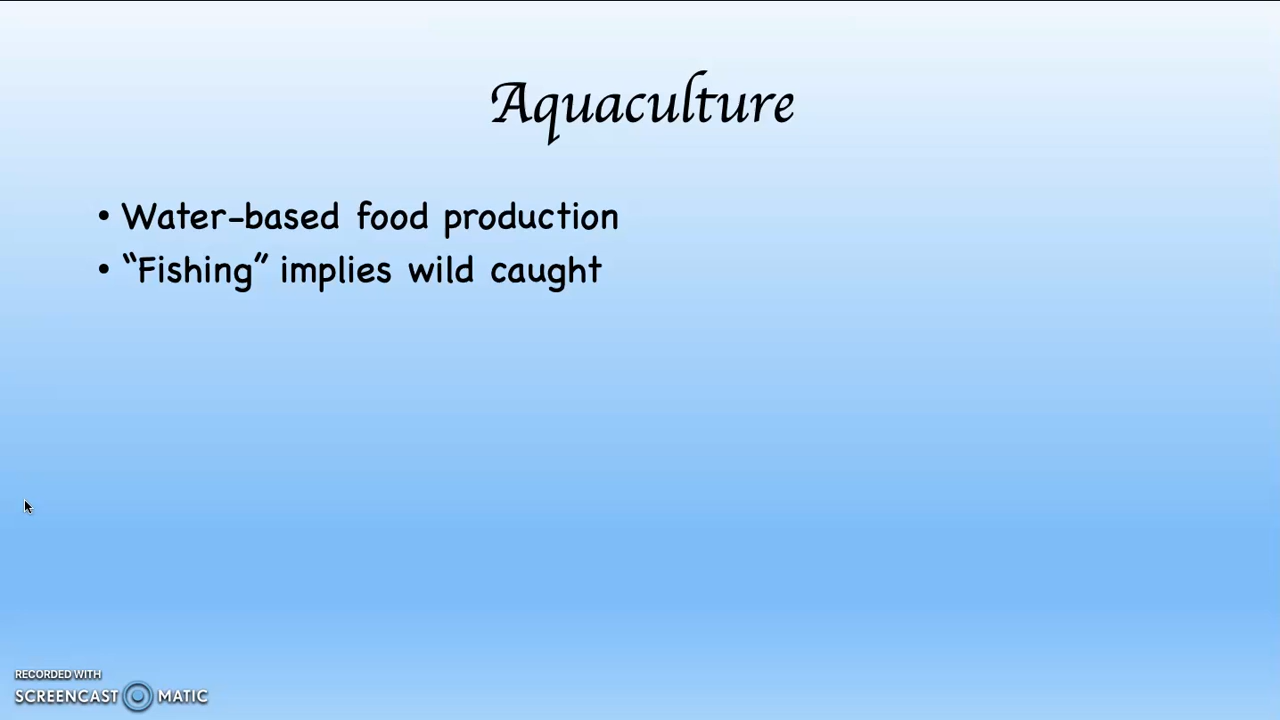 Aquaculture
• Water-based food production
• “Fishing” implies wild caught
RECORDED WITH
SCREENCAST MATIC